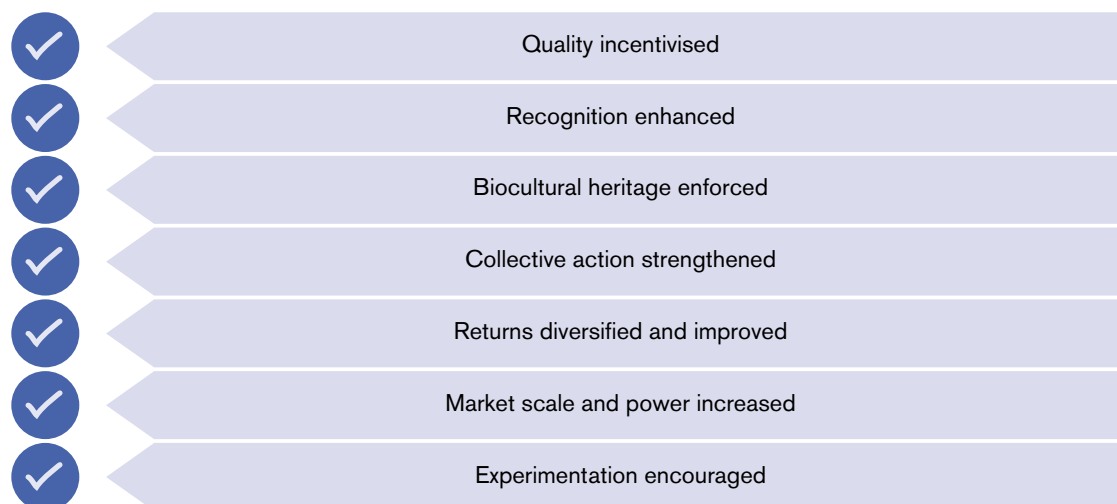 Quality incentivised
Recognition enhanced
Biocultural heritage enforced
Collective action strengthened
Returns diversified and improved
Market scale and power increased
Experimentation encouraged